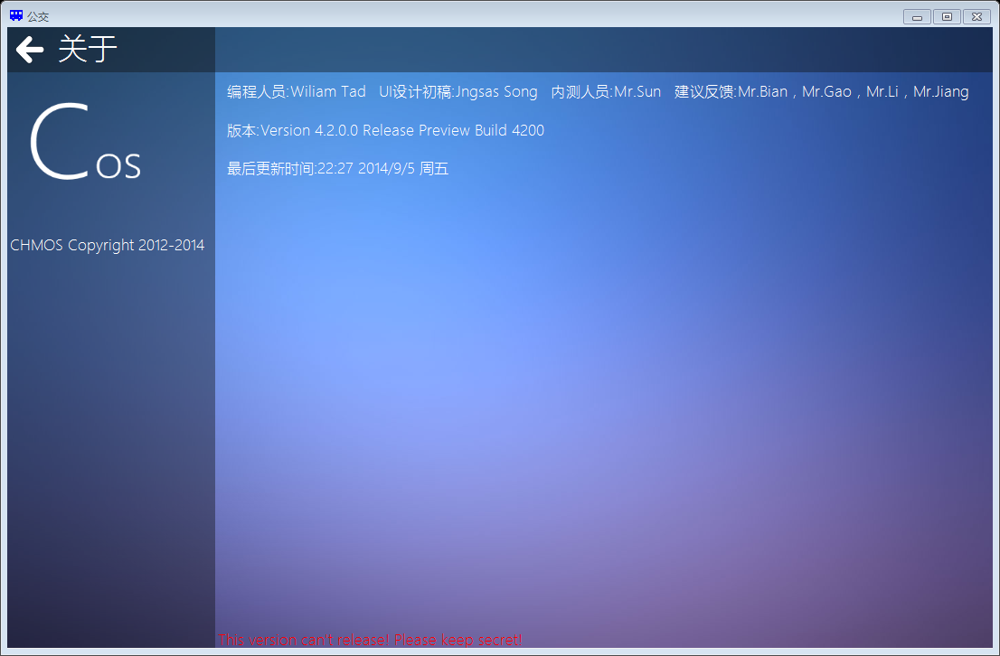 公交
关于
Cos
CHMOS Copyright 2012-2014
编程人员:Wiliam Tad UI设计初稿:Jngsas Song 内测人员:Mr.Sun 建议反馈:Mr.Bian，Mr.Gao，Mr.Li，Mr.Jiang
版本:Version 4.2.0.0 Release Preview Build 4200
最后更新时间:22:27 2014/9/5 周五
This version can't release! Please keep secret!